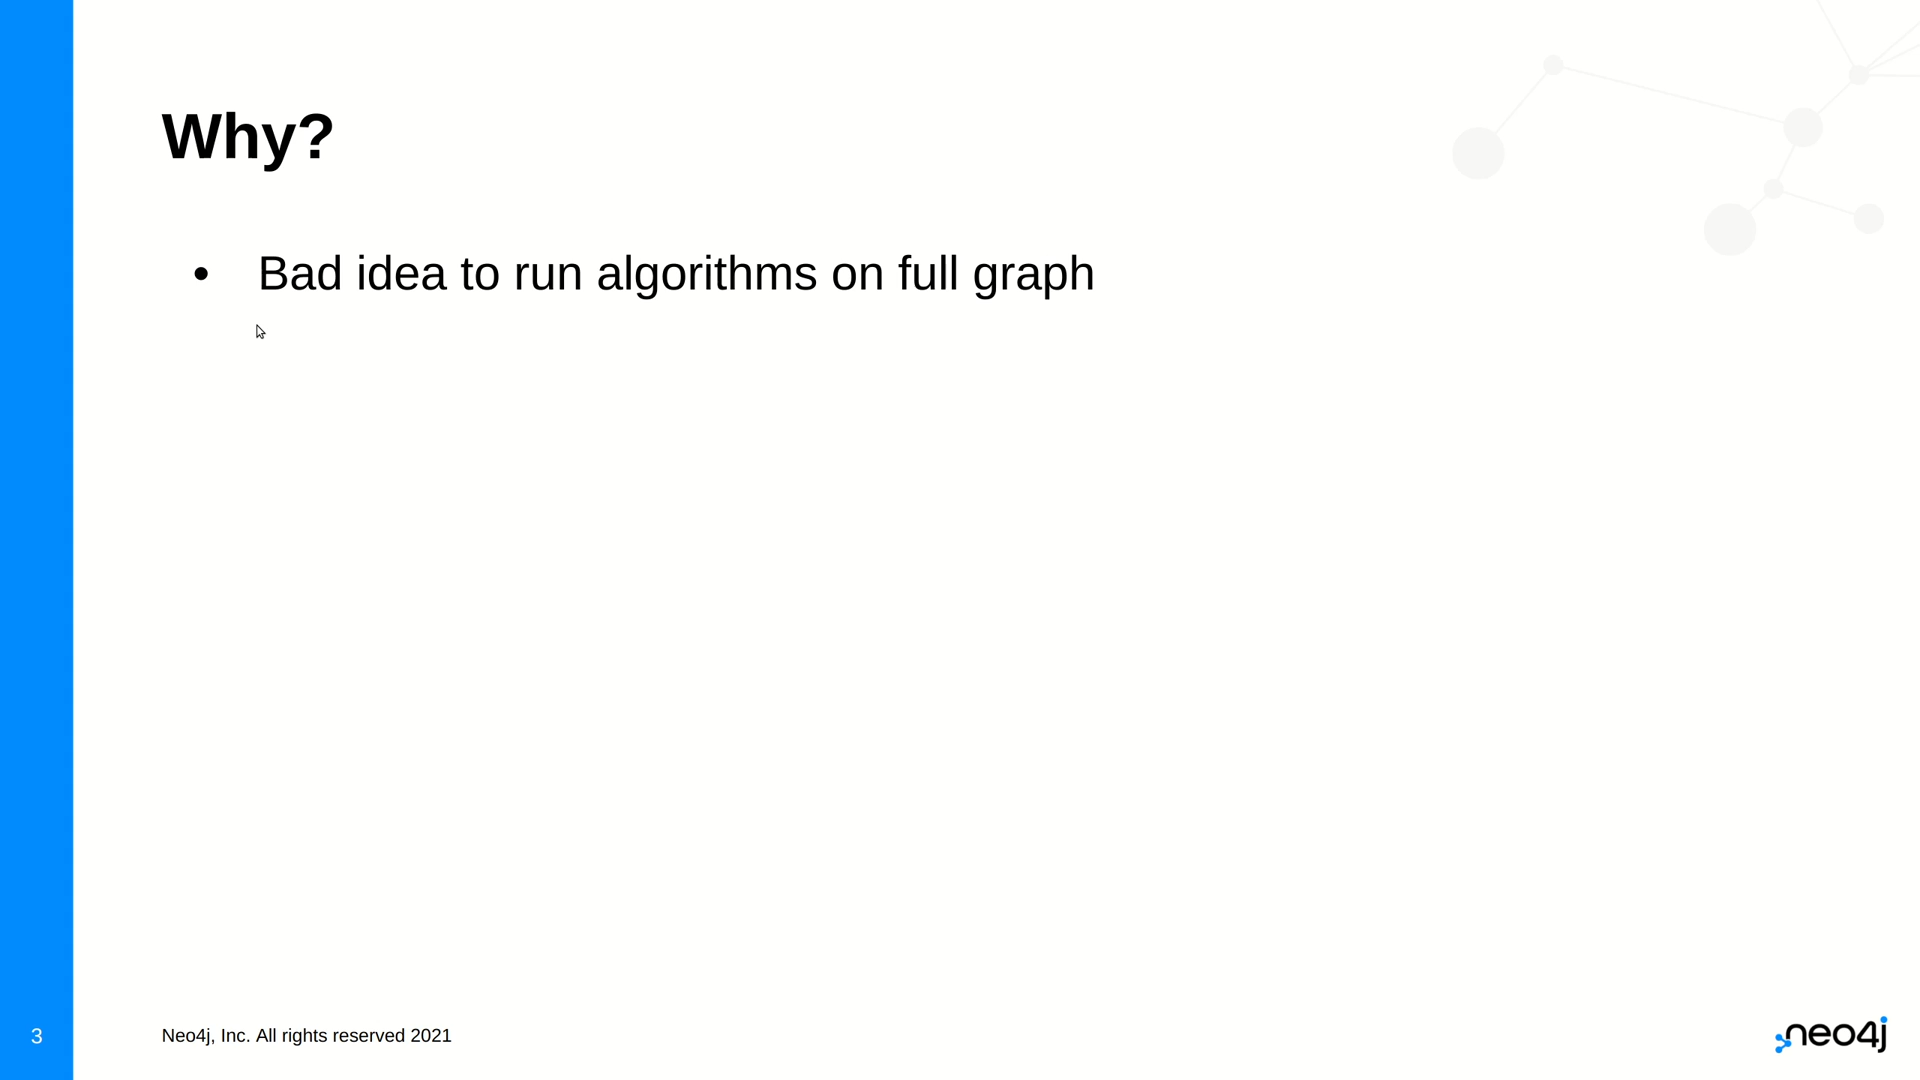 Why?
• Bad idea to run algorithms on full graph
3
Neo4j, Inc. All rights reserved 2021
neo4j